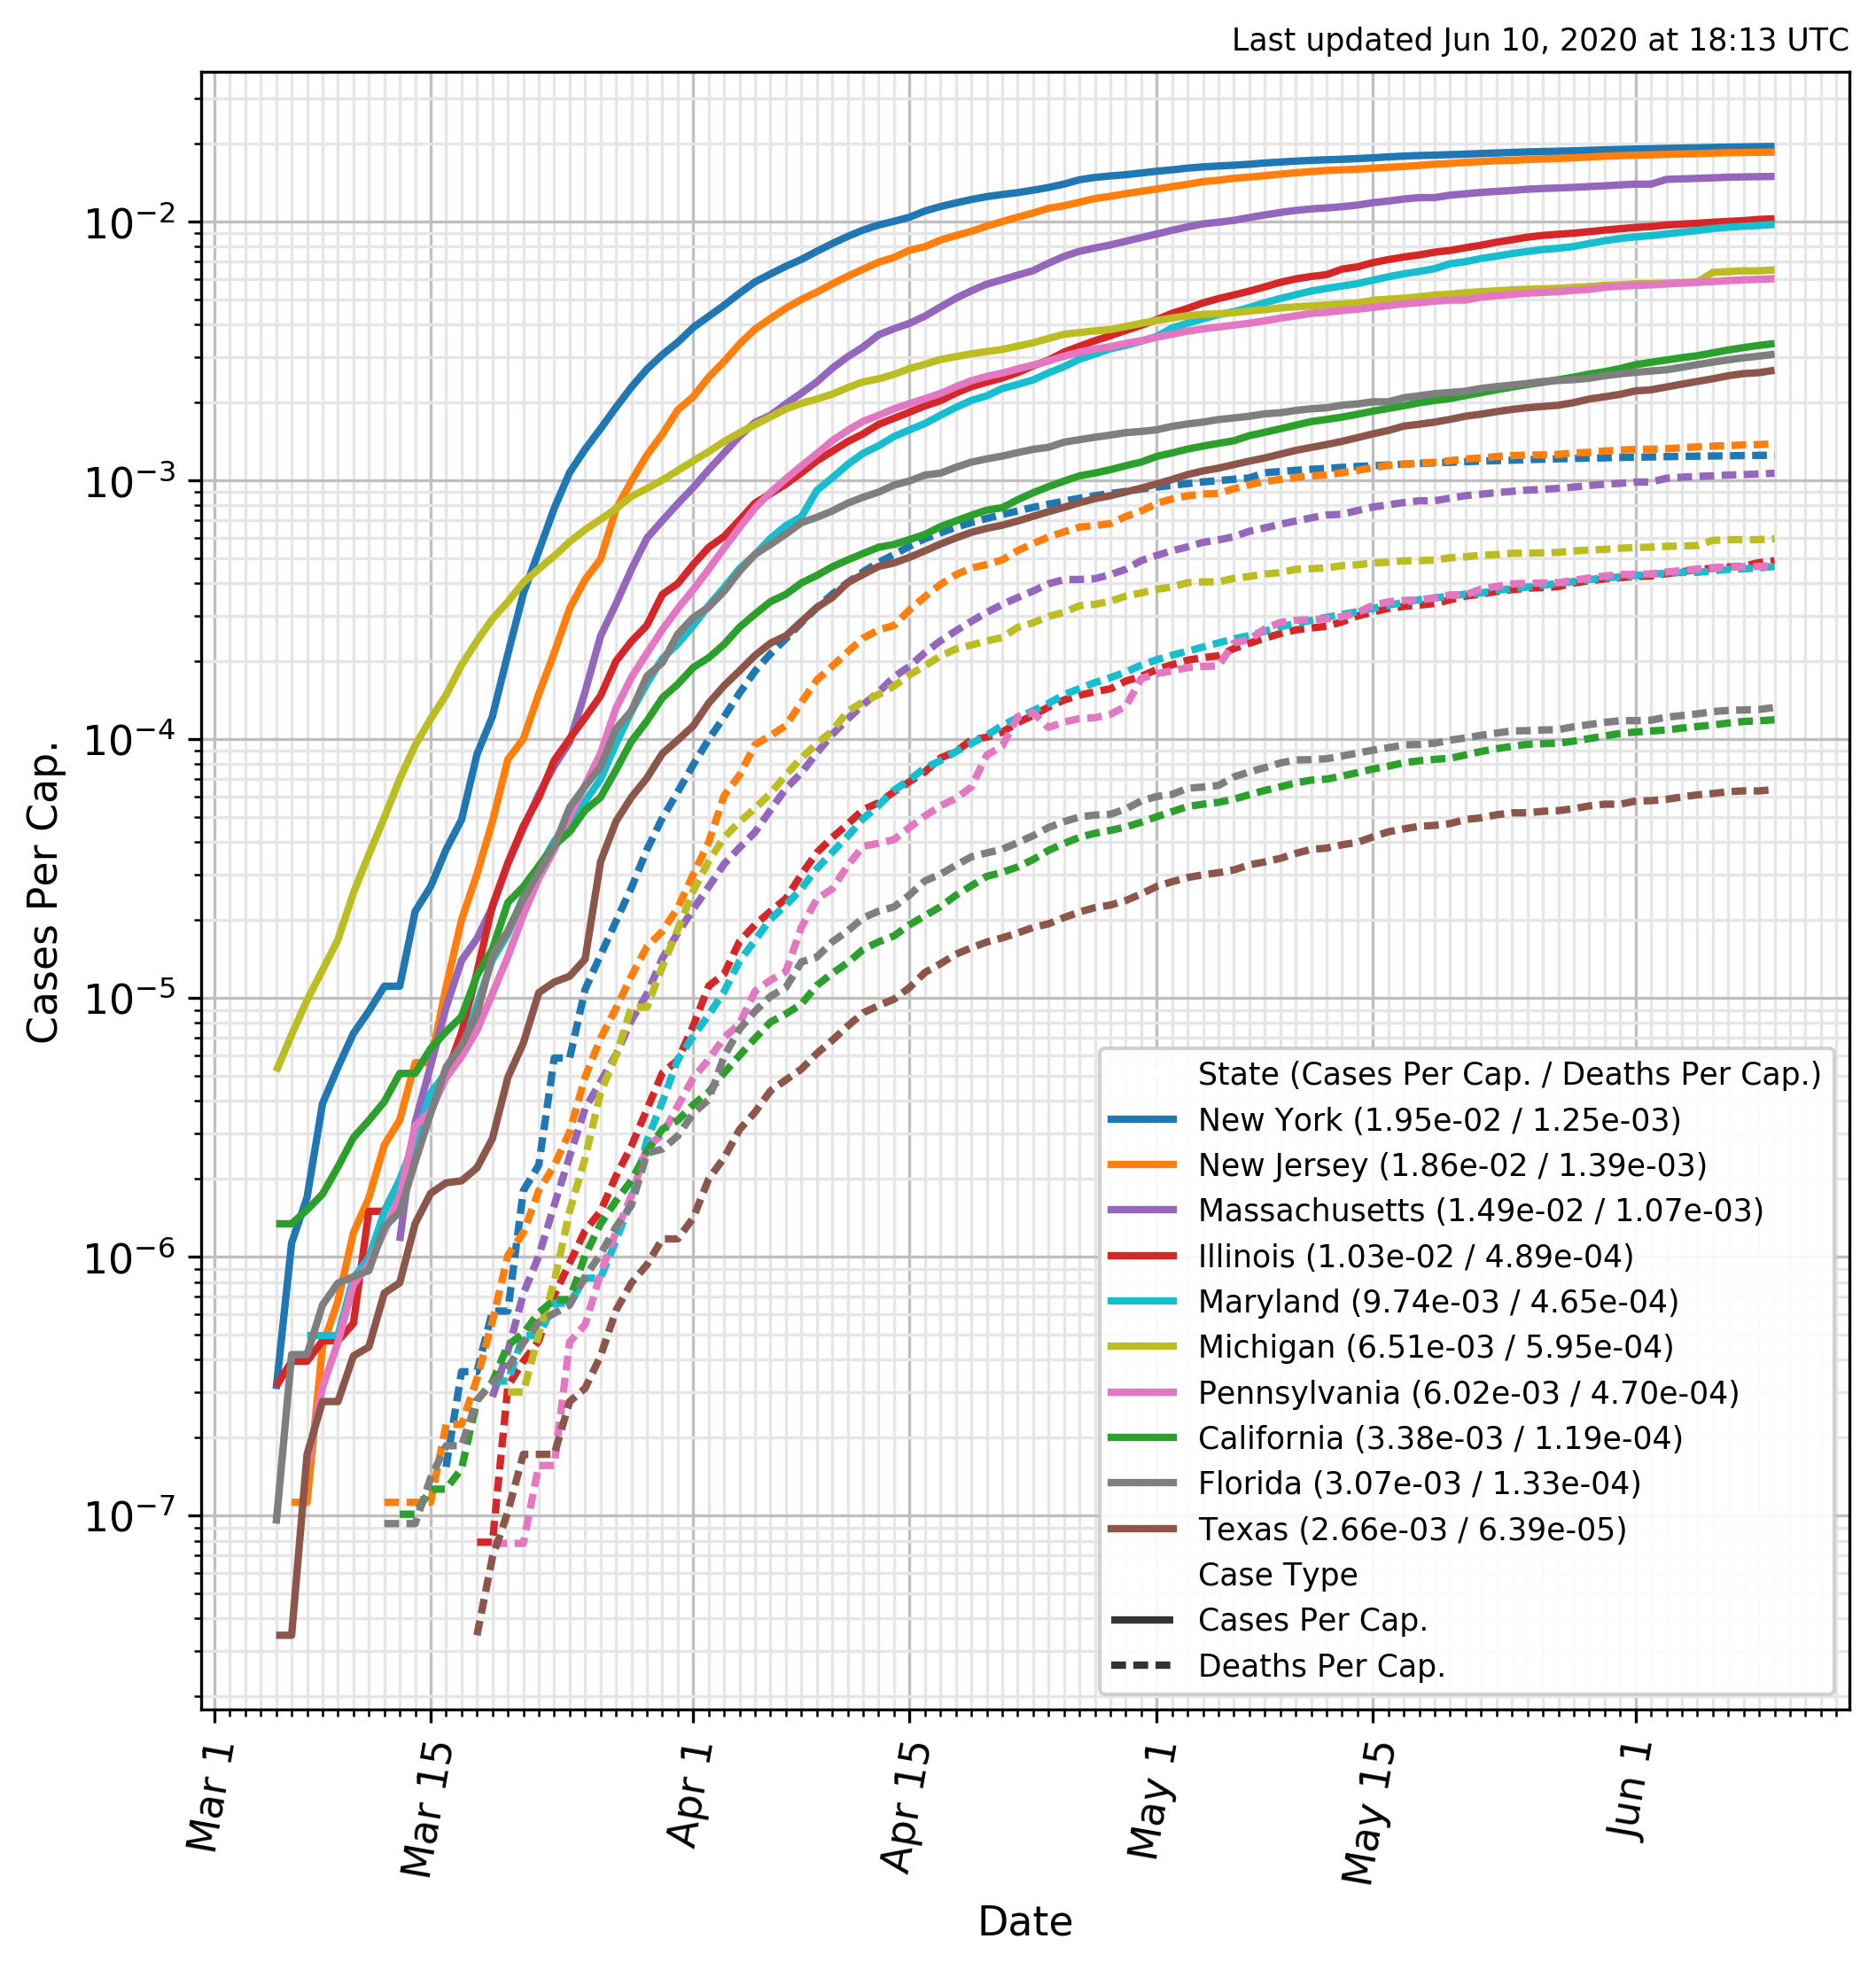 Last updated Jun 10, 2020 at 18:13 UTC
10⁻²
10⁻³
10⁻⁴
10⁻⁵
10⁻⁶
10⁻⁷
Cases Per Cap.
State (Cases Per Cap. / Deaths Per Cap.)
New York (1.95e-02 / 1.25e-03)
New Jersey (1.86e-02 / 1.39e-03)
Massachusetts (1.49e-02 / 1.07e-03)
Illinois (1.03e-02 / 4.89e-04)
Maryland (9.74e-03 / 4.65e-04)
Michigan (6.51e-03 / 5.95e-04)
Pennsylvania (6.02e-03 / 4.70e-04)
California (3.38e-03 / 1.19e-04)
Florida (3.07e-03 / 1.33e-04)
Texas (2.66e-03 / 6.39e-05)
Case Type
Cases Per Cap.
Deaths Per Cap.
Mar 1
Mar 15
Apr 1
Apr 15
May 1
May 15
Jun 1
Date